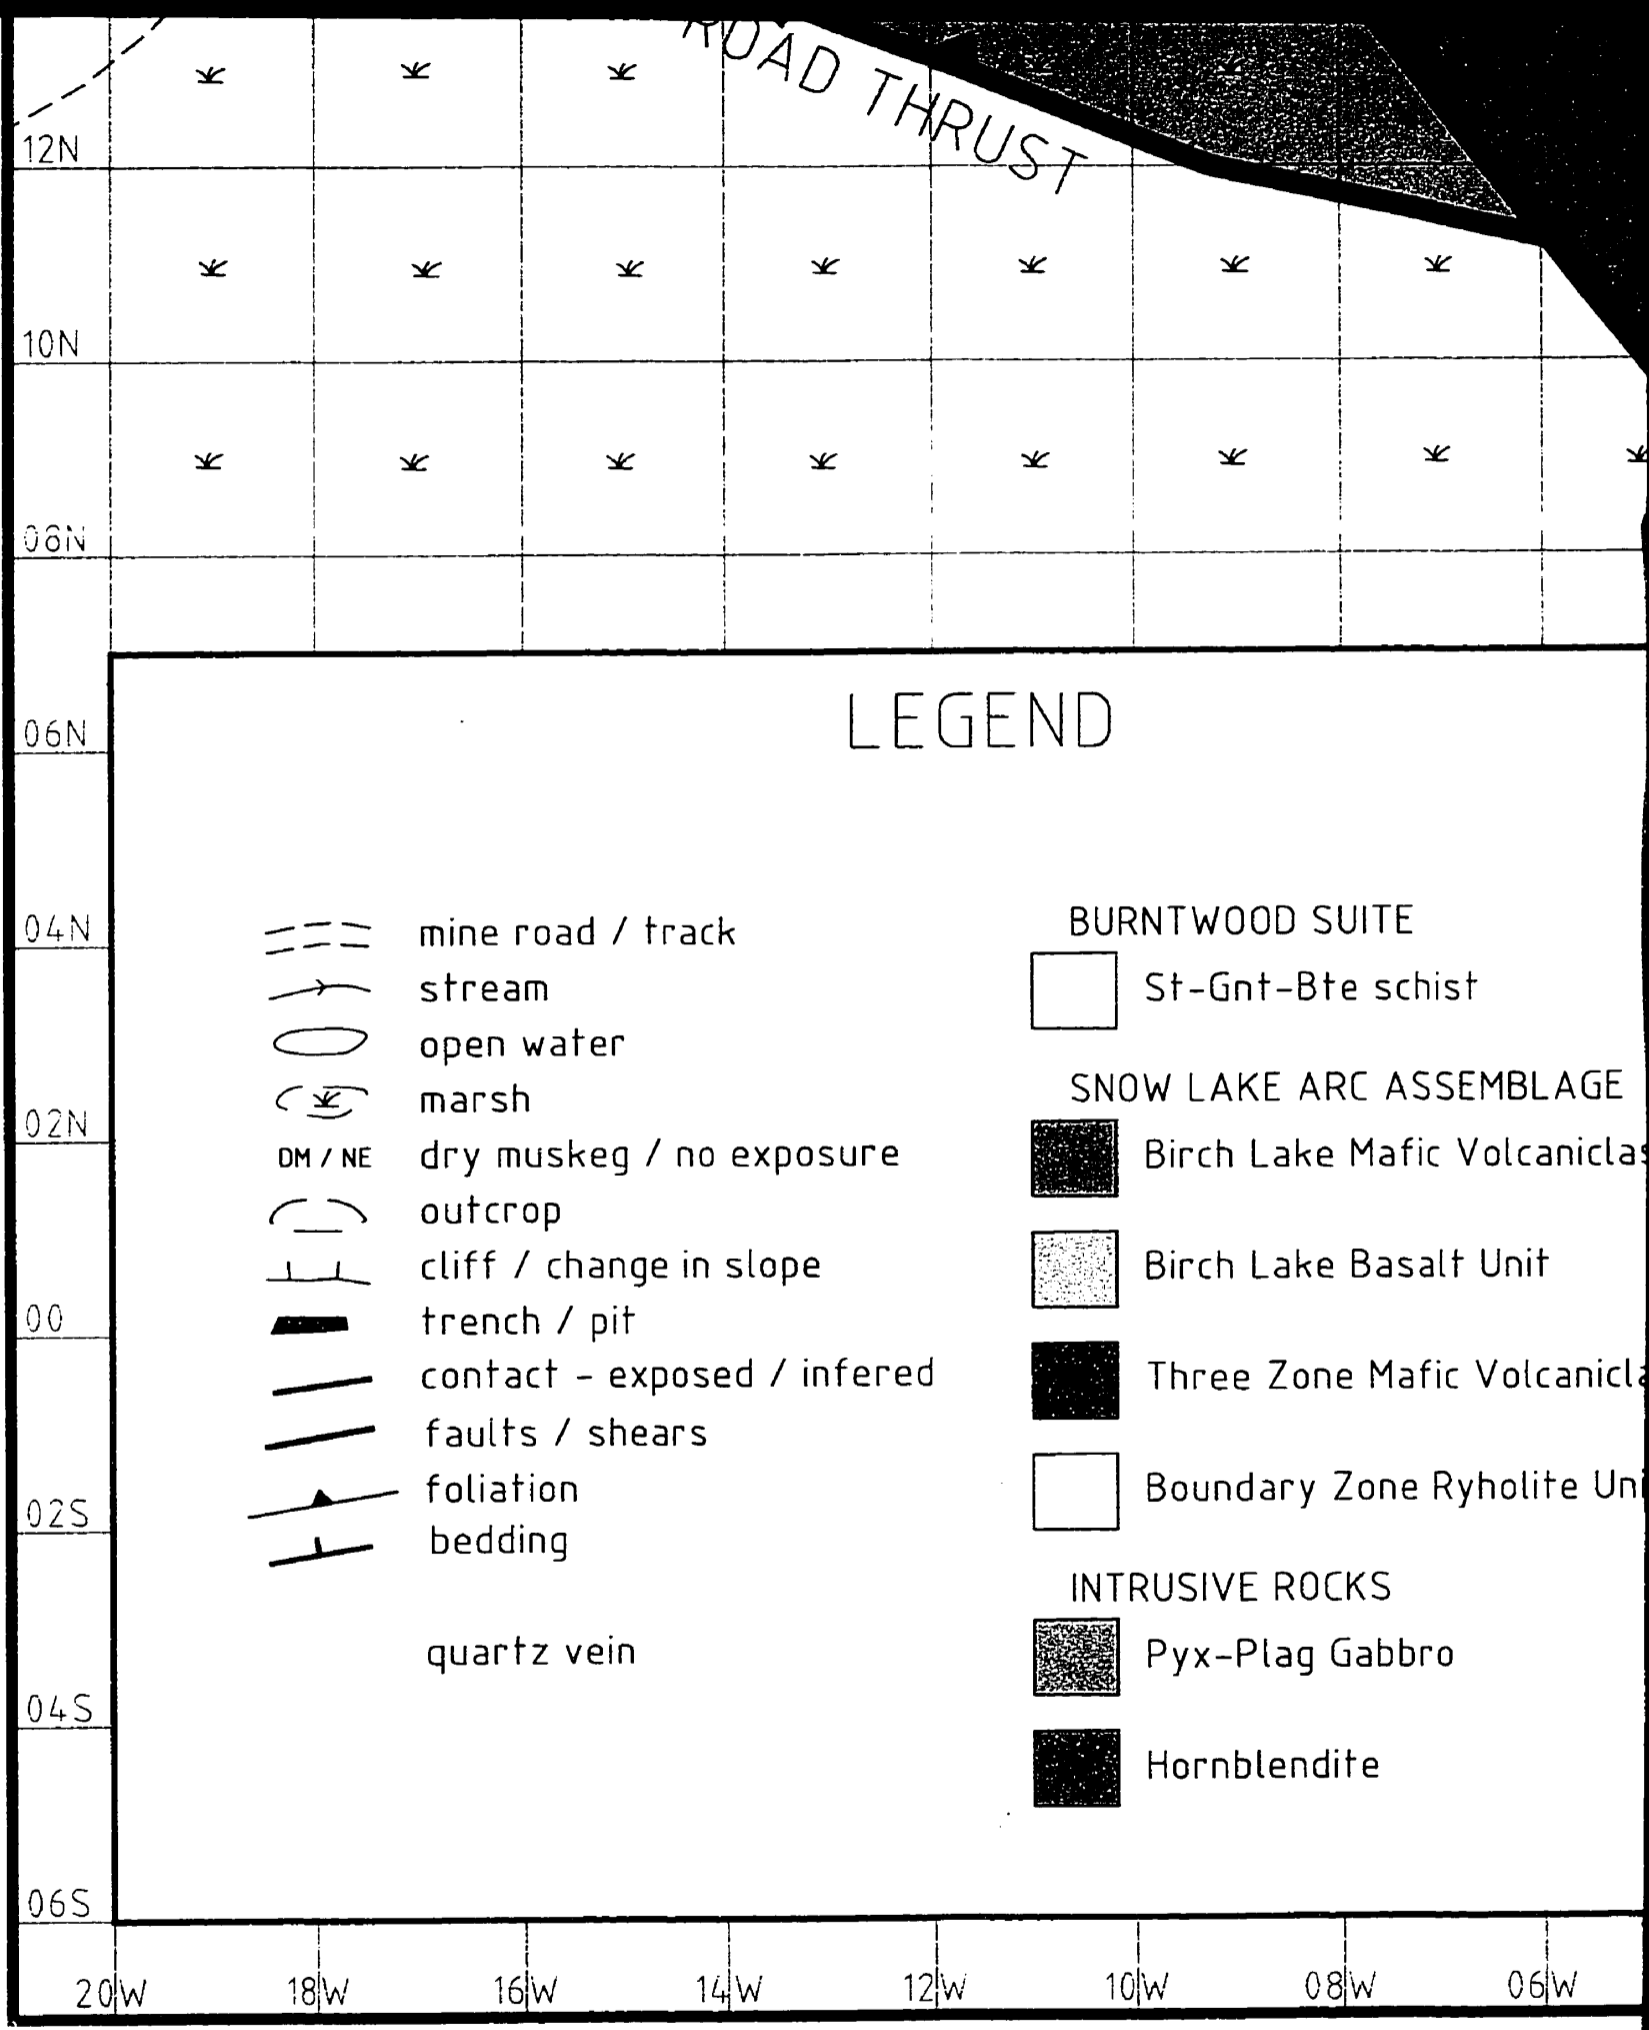 ROAD THRUST
12N
10N
08N
LEGEND
06N
04N
02N
00
02S
04S
06S
mine road / track
stream
open water
marsh
DM / NE dry muskeg / no exposure
outcrop
cliff / change in slope
trench / pit
contact - exposed / infered
faults / shears
foliation
bedding
quartz vein
BURNTWOOD SUITE
St-Gnt-Bte schist
SNOW LAKE ARC ASSEMBLAGE
Birch Lake Mafic Volcaniclas
Birch Lake Basalt Unit
Three Zone Mafic Volcanicla
Boundary Zone Ryholite Uni
INTRUSIVE ROCKS
Pyx-Plag Gabbro
Hornblendite
20W 18W 16W 14W 12W 10W 08W 06W